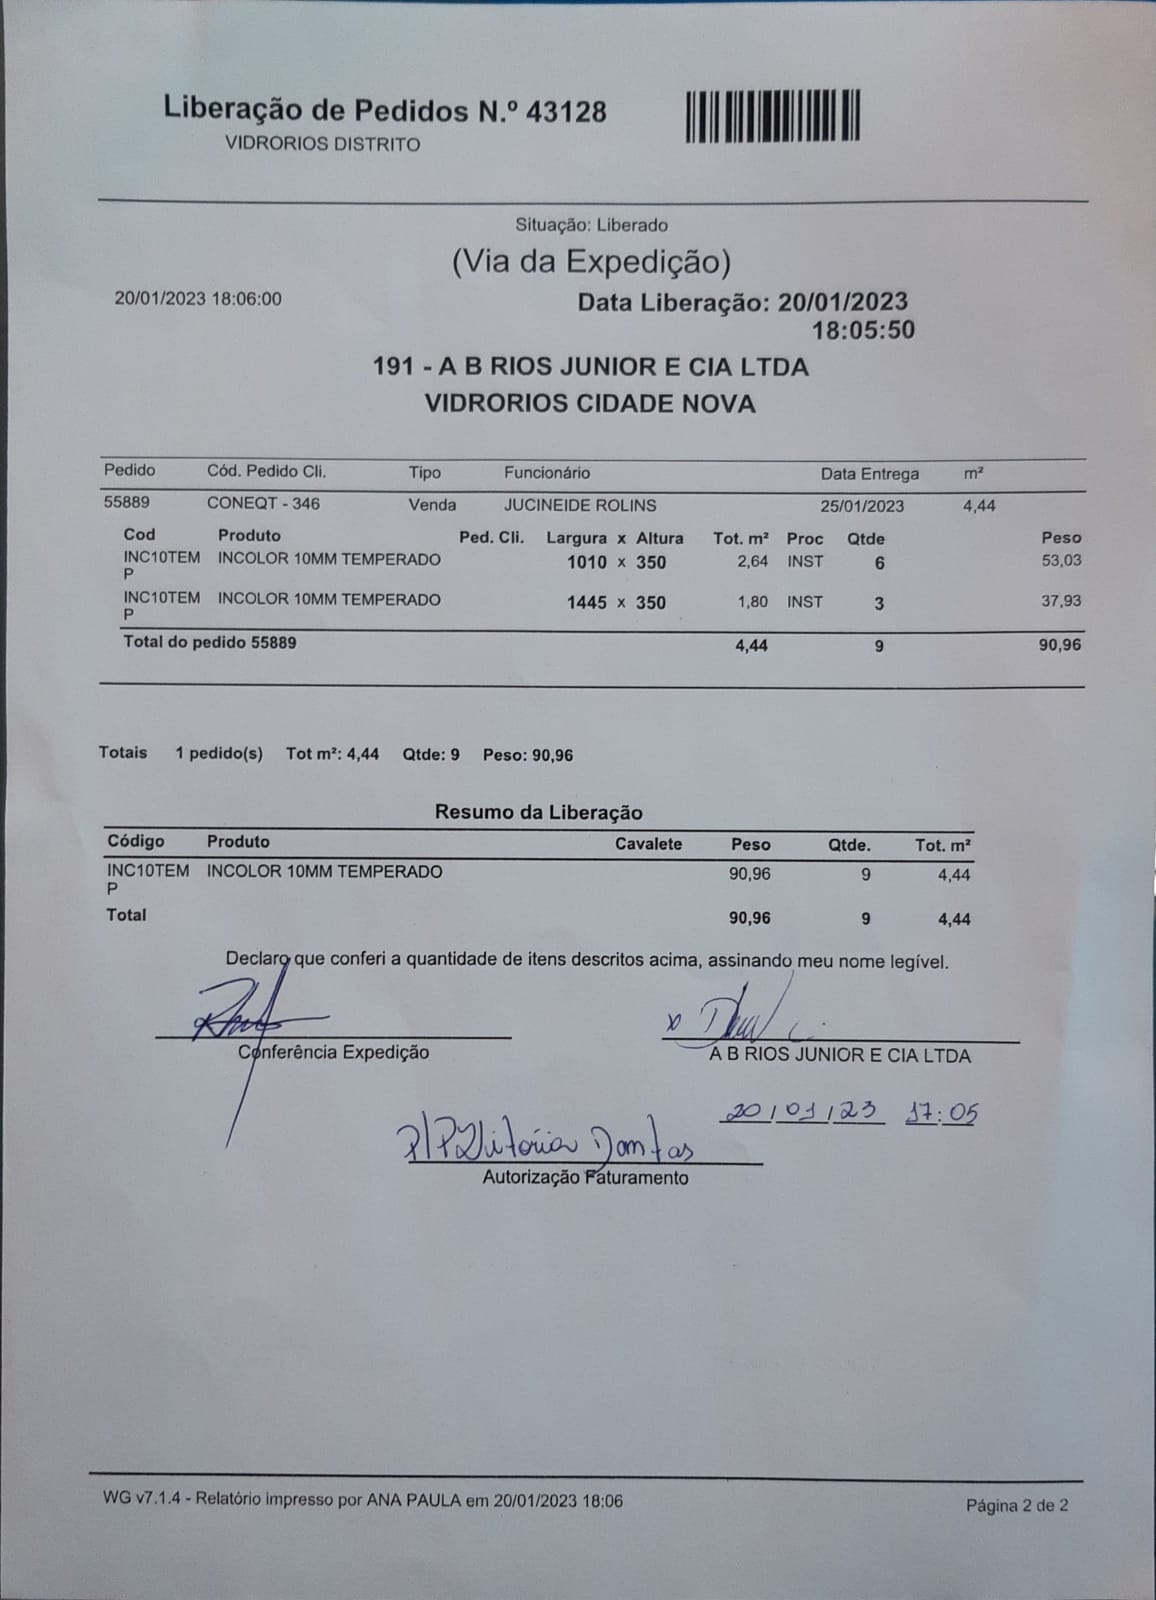 Liberação de Pedidos N.º 43128
VIDRORIOS DISTRITO
Situação: Liberado
(Via da Expedição)
20/01/2023 18:06:00 Data Liberação: 20/01/2023
18:05:50
191 - A B RIOS JUNIOR E CIA LTDA
VIDRORIOS CIDADE NOVA
Pedido Cód. Pedido Cli. Tipo Funcionário Data Entrega m²
55889 CONEQT - 346 Venda JUCINEIDE ROLINS 25/01/2023 4,44
Cod Produto Ped. Cli. Largura x Altura Tot. m² Proc Qtde Peso
INC10TEM INCOLOR 10MM TEMPERADO 1010 x 350 2,64 INST 6 53,03
P
INC10TEM INCOLOR 10MM TEMPERADO 1445 x 350 1,80 INST 3 37,93
P
Total do pedido 55889 4,44 9 90,96
Totais 1 pedido(s) Tot m²: 4,44 Qtde: 9 Peso: 90,96
Resumo da Liberação
Código Produto Cavalete Peso Qtde. Tot. m²
INC10TEM INCOLOR 10MM TEMPERADO 90,96 9 4,44
P
Total 90,96 9 4,44
Declaro que conferi a quantidade de itens descritos acima, assinando meu nome legível.
Conferência Expedição A B RIOS JUNIOR E CIA LTDA
20/01/23 17:05
Vitória Dantas
Autorização Faturamento
WG v7.1.4 - Relatório impresso por ANA PAULA em 20/01/2023 18:06 Página 2 de 2